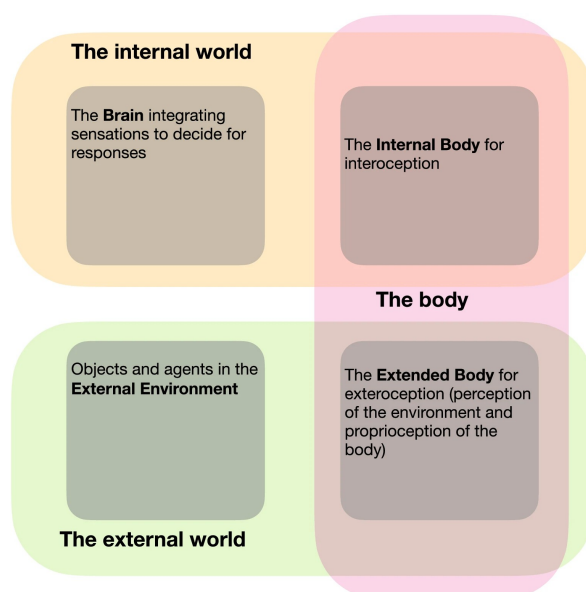 The internal world
The Brain integrating
sensations to decide for
responses
The Internal Body for
interoception
The body
Objects and agents in the
External Environment
The Extended Body for
exteroception (perception
of the environment and
proprioception of the
body)
The external world